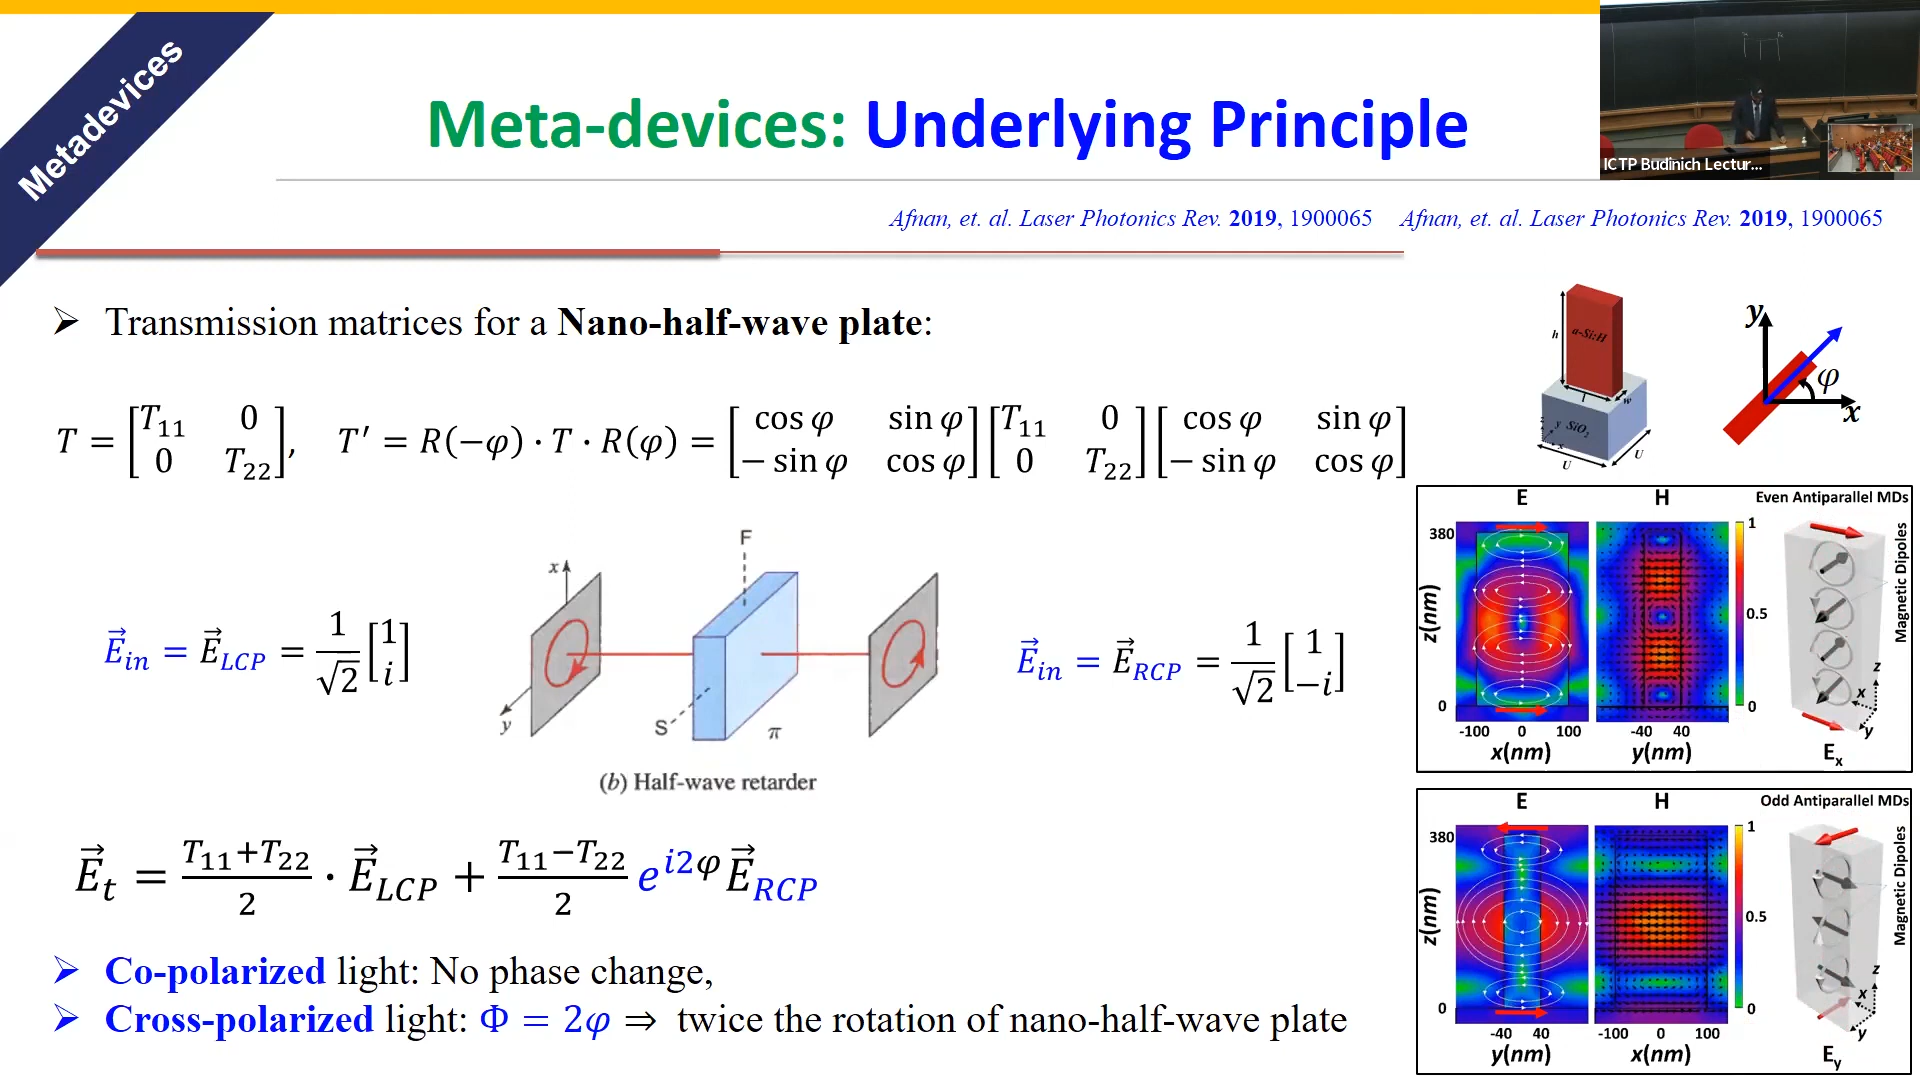 Metadevices
Meta-devices: Underlying Principle
ICTP Budinich Lectur...
Afnan, et. al. Laser Photonics Rev. 2019, 1900065 Afnan, et. al. Laser Photonics Rev. 2019, 1900065
➢ Transmission matrices for a Nano-half-wave plate:
T = [T₁₁ 0; 0 T₂₂], T′ = R(−φ) · T · R(φ) = [cos φ sin φ; − sin φ cos φ] [T₁₁ 0; 0 T₂₂] [cos φ sin φ; − sin φ cos φ]
h
a-Si:H
l
w
y SiO₂
x
z
U
U
y
φ
x
E⃗in = E⃗LCP = 1/√2 [1; i]
x
y
F
S
π
(b) Half-wave retarder
E⃗in = E⃗RCP = 1/√2 [1; −i]
E⃗t = T₁₁+T₂₂/2 · E⃗LCP + T₁₁−T₂₂/2 e^{i2φ} E⃗RCP
➢ Co-polarized light: No phase change,
➢ Cross-polarized light: Φ = 2φ ⇒ twice the rotation of nano-half-wave plate
E H Even Antiparallel MDs
380
z(nm)
0
-100 0 100
x(nm)
-40 40
y(nm)
1
0.5
0
Magnetic Dipoles
z
x
y
Ex
E H Odd Antiparallel MDs
380
z(nm)
0
-40 40
y(nm)
-100 0 100
x(nm)
1
0.5
0
Magnetic Dipoles
z
x
y
Ey